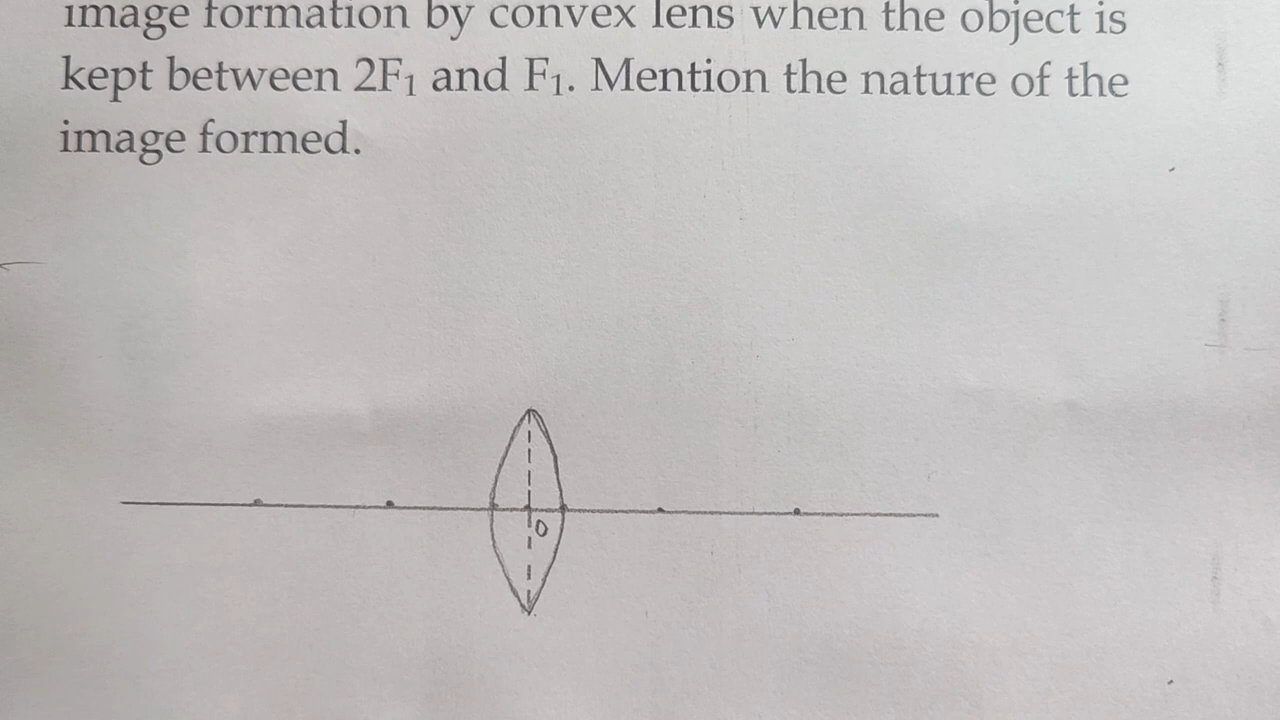 image formation by convex lens when the object is
kept between 2F₁ and F₁. Mention the nature of the
image formed.
O